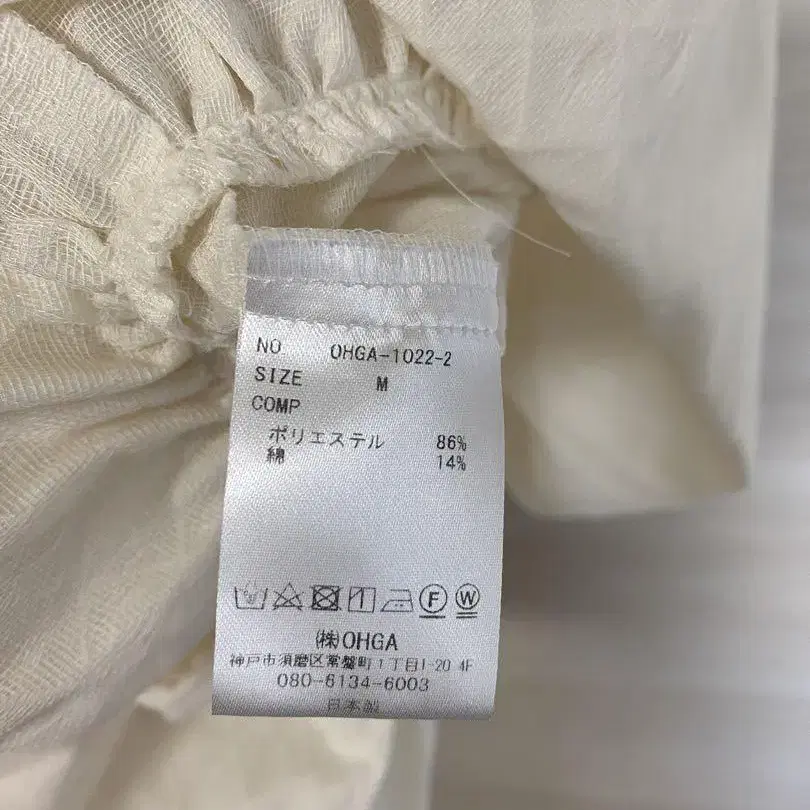 NO OHGA-1022-2
SIZE M
COMP
ポリエステル 86%
綿 14%
F W
㈱OHGA
神戸市須磨区常盤町1丁目1-20 4F
080-6134-6003
日本製